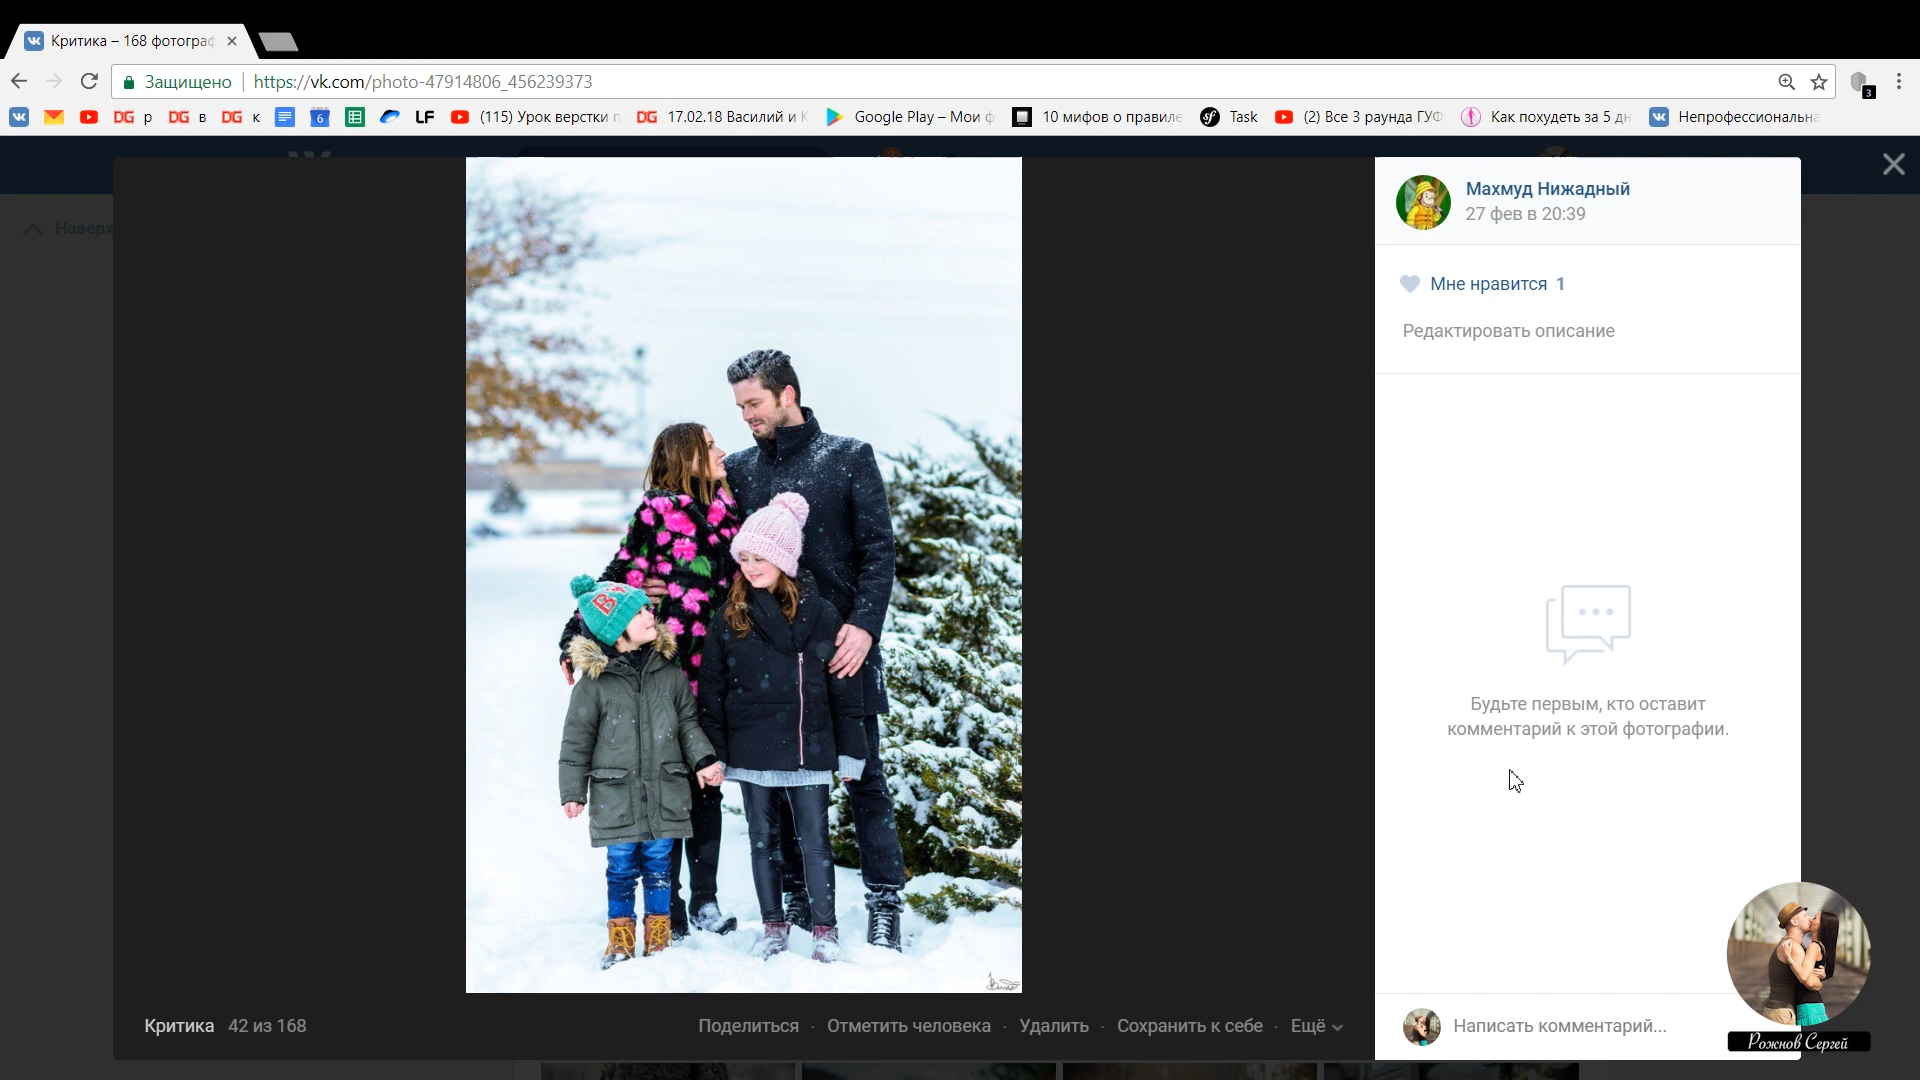 Критика – 168 фотограф
Защищено
https://vk.com/photo-47914806_456239373
3
DG р
DG в
DG к
6
LF
(115) Урок верстки
DG 17.02.18 Василий и
Google Play – Мои ф
10 мифов о правиле
Task
(2) Все 3 раунда ГУФ
Как похудеть за 5 дн
Непрофессиональна
Наверх
Махмуд Нижадный
27 фев в 20:39
Мне нравится 1
Редактировать описание
Будьте первым, кто оставит
комментарий к этой фотографии.
Критика 42 из 168
Поделиться · Отметить человека · Удалить · Сохранить к себе · Ещё
Написать комментарий...
Рожнов Сергей